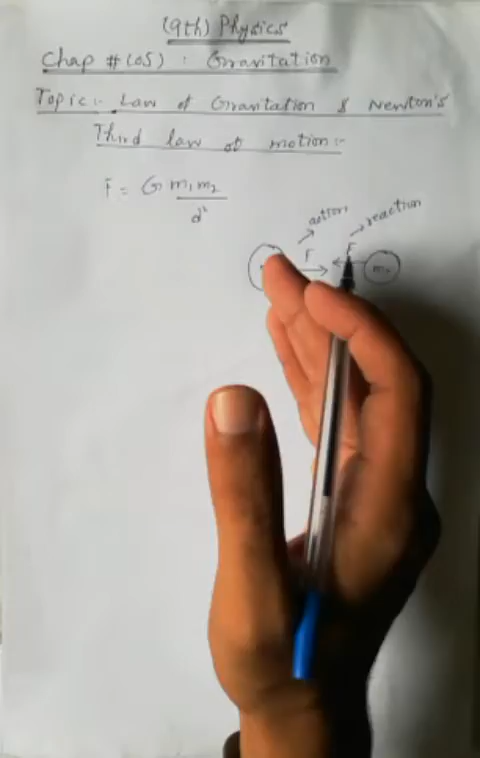 (9th) Physics
Chap #(05) : Gravitation
Topic:- Law of Gravitation & Newton's
Third law of motion:-
F = G m₁m₂
d²
action
reaction
F
F
m₂